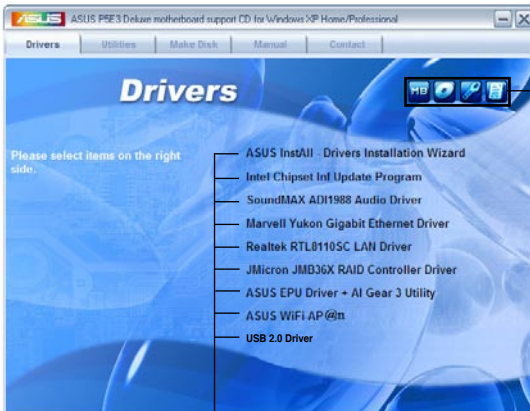 ASUS P5E3 Deluxe motherboard support CD for Windows XP Home/Professional
Drivers Utilities Make Disk Manual Contact
Drivers
MB
Please select items on the right
side.
ASUS InstAll - Drivers Installation Wizard
Intel Chipset Inf Update Program
SoundMAX ADI1988 Audio Driver
Marvell Yukon Gigabit Ethernet Driver
Realtek RTL8110SC LAN Driver
JMicron JMB36X RAID Controller Driver
ASUS EPU Driver + AI Gear 3 Utility
ASUS WiFi-AP@n
USB 2.0 Driver